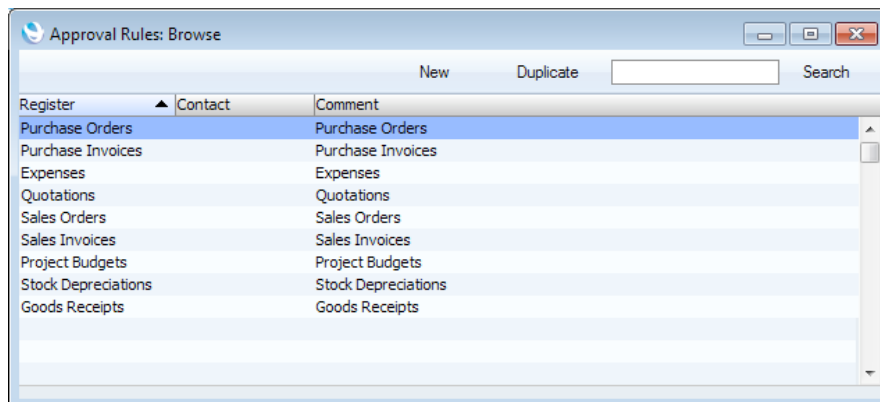 Approval Rules: Browse
New Duplicate Search
Register Contact Comment
Purchase Orders Purchase Orders
Purchase Invoices Purchase Invoices
Expenses Expenses
Quotations Quotations
Sales Orders Sales Orders
Sales Invoices Sales Invoices
Project Budgets Project Budgets
Stock Depreciations Stock Depreciations
Goods Receipts Goods Receipts